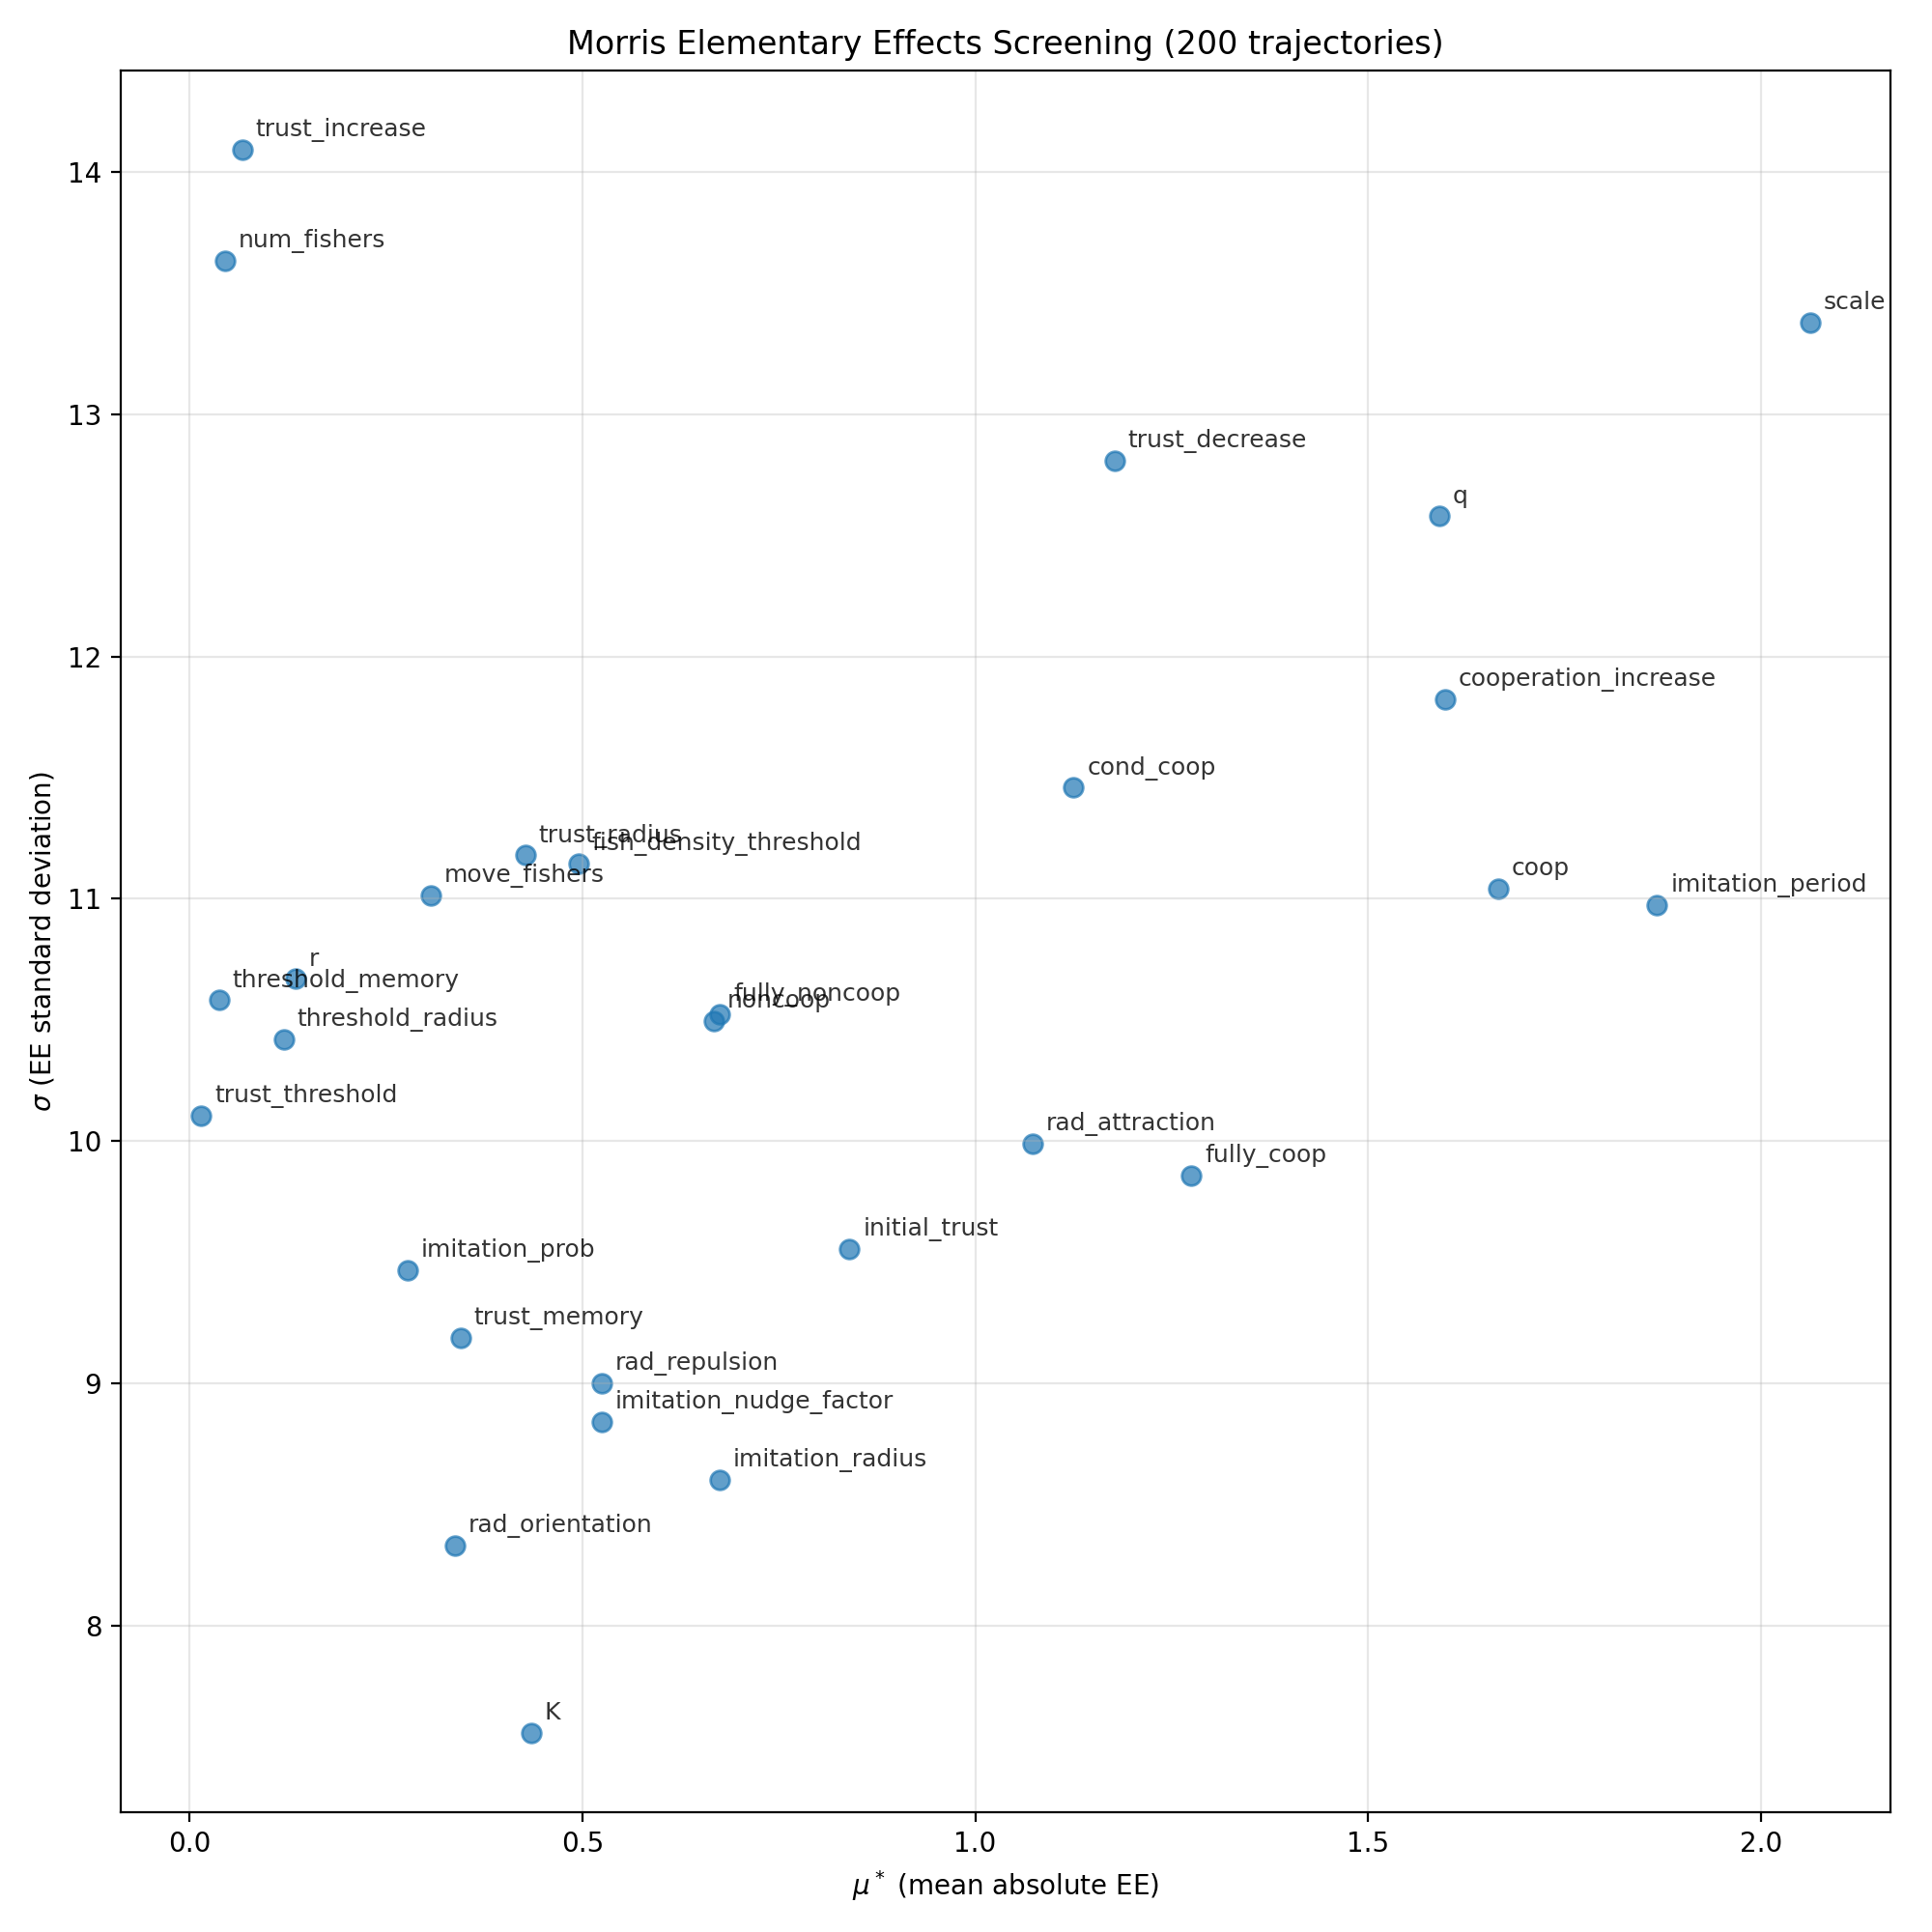 Morris Elementary Effects Screening (200 trajectories)
trust_increase
14
num_fishers
scale
13
trust_decrease
q
12
cooperation_increase
cond_coop
trust_radius
fish_density_threshold
move_fishers
coop
11
imitation_period
r
threshold_memory
fully_noncoop
noncoop
threshold_radius
trust_threshold
10
rad_attraction
fully_coop
initial_trust
imitation_prob
trust_memory
rad_repulsion
9
imitation_nudge_factor
imitation_radius
rad_orientation
8
K
σ (EE standard deviation)
0.0 0.5 1.0 1.5 2.0
μ* (mean absolute EE)